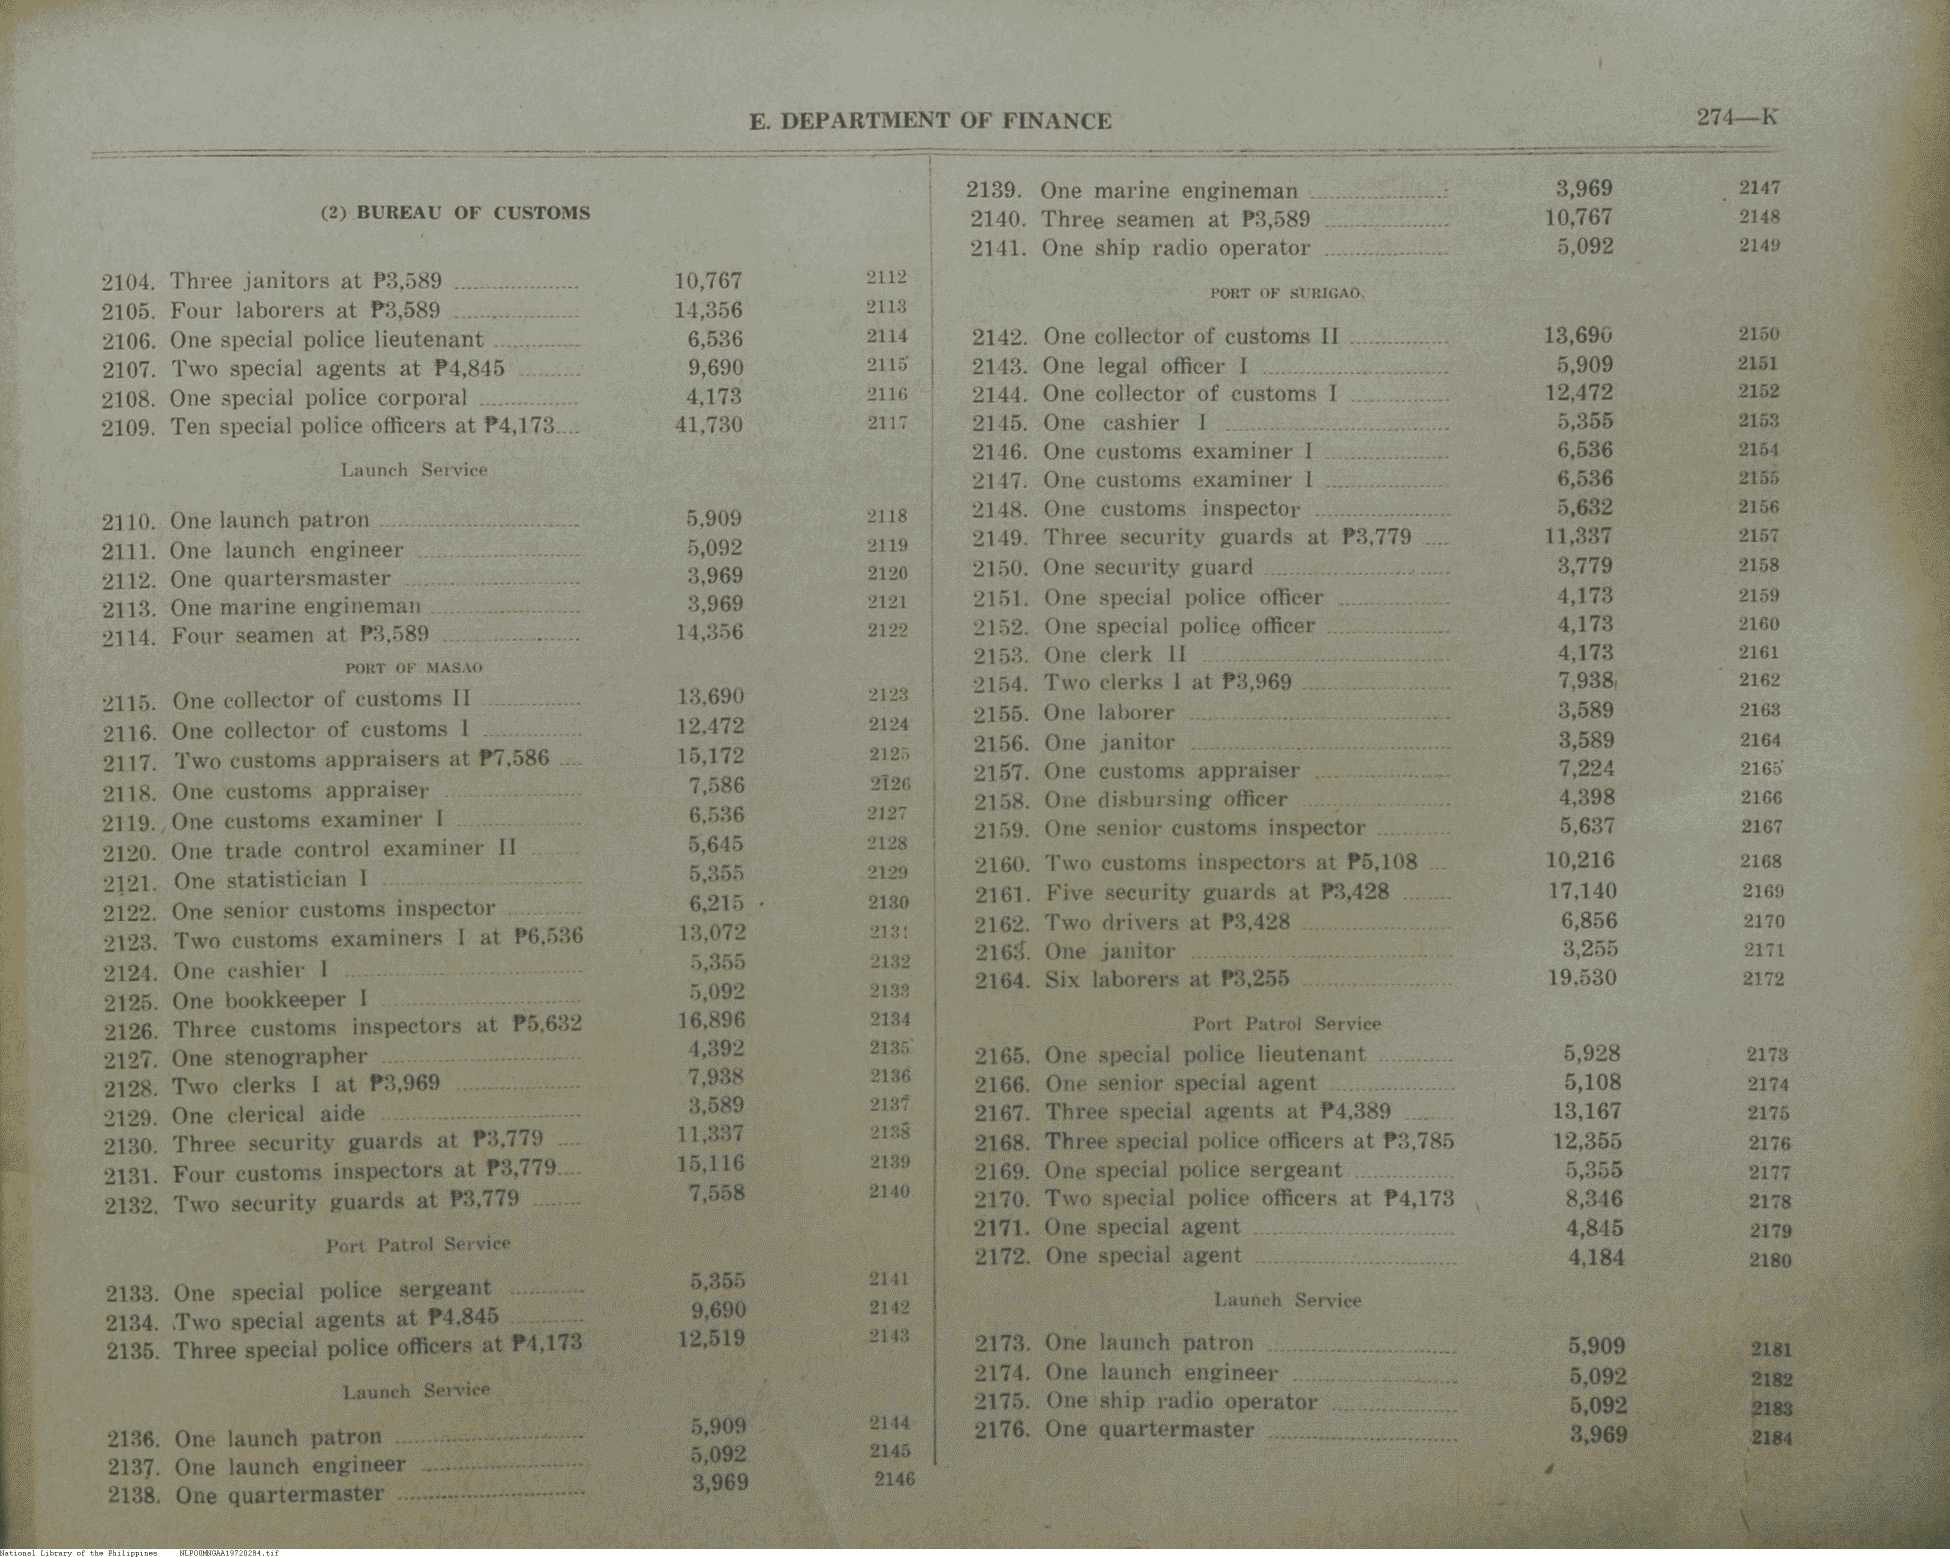 E. DEPARTMENT OF FINANCE
274—K
(2) BUREAU OF CUSTOMS
2104. Three janitors at ₱3,589 10,767 2112
2105. Four laborers at ₱3,589 14,356 2113
2106. One special police lieutenant 6,536 2114
2107. Two special agents at ₱4,845 9,690 2115
2108. One special police corporal 4,173 2116
2109. Ten special police officers at ₱4,173 41,730 2117
Launch Service
2110. One launch patron 5,909 2118
2111. One launch engineer 5,092 2119
2112. One quartersmaster 3,969 2120
2113. One marine engineman 3,969 2121
2114. Four seamen at ₱3,589 14,356 2122
PORT OF MASAO
2115. One collector of customs II 13,690 2123
2116. One collector of customs I 12,472 2124
2117. Two customs appraisers at ₱7,586 15,172 2125
2118. One customs appraiser 7,586 2126
2119. One customs examiner I 6,536 2127
2120. One trade control examiner II 5,645 2128
2121. One statistician I 5,355 2129
2122. One senior customs inspector 6,215 2130
2123. Two customs examiners I at ₱6,536 13,072 2131
2124. One cashier I 5,355 2132
2125. One bookkeeper I 5,092 2133
2126. Three customs inspectors at ₱5,632 16,896 2134
2127. One stenographer 4,392 2135
2128. Two clerks I at ₱3,969 7,938 2136
2129. One clerical aide 3,589 2137
2130. Three security guards at ₱3,779 11,337 2138
2131. Four customs inspectors at ₱3,779 15,116 2139
2132. Two security guards at ₱3,779 7,558 2140
Port Patrol Service
2133. One special police sergeant 5,355 2141
2134. Two special agents at ₱4,845 9,690 2142
2135. Three special police officers at ₱4,173 12,519 2143
Launch Service
2136. One launch patron 5,909 2144
2137. One launch engineer 5,092 2145
2138. One quartermaster 3,969 2146
2139. One marine engineman 3,969 2147
2140. Three seamen at ₱3,589 10,767 2148
2141. One ship radio operator 5,092 2149
PORT OF SURIGAO
2142. One collector of customs II 13,690 2150
2143. One legal officer I 5,909 2151
2144. One collector of customs I 12,472 2152
2145. One cashier I 5,355 2153
2146. One customs examiner I 6,536 2154
2147. One customs examiner I 6,536 2155
2148. One customs inspector 5,632 2156
2149. Three security guards at ₱3,779 11,337 2157
2150. One security guard 3,779 2158
2151. One special police officer 4,173 2159
2152. One special police officer 4,173 2160
2153. One clerk II 4,173 2161
2154. Two clerks I at ₱3,969 7,938 2162
2155. One laborer 3,589 2163
2156. One janitor 3,589 2164
2157. One customs appraiser 7,224 2165
2158. One disbursing officer 4,398 2166
2159. One senior customs inspector 5,637 2167
2160. Two customs inspectors at ₱5,108 10,216 2168
2161. Five security guards at ₱3,428 17,140 2169
2162. Two drivers at ₱3,428 6,856 2170
2163. One janitor 3,255 2171
2164. Six laborers at ₱3,255 19,530 2172
Port Patrol Service
2165. One special police lieutenant 5,928 2173
2166. One senior special agent 5,108 2174
2167. Three special agents at ₱4,389 13,167 2175
2168. Three special police officers at ₱3,785 12,355 2176
2169. One special police sergeant 5,355 2177
2170. Two special police officers at ₱4,173 8,346 2178
2171. One special agent 4,845 2179
2172. One special agent 4,184 2180
Launch Service
2173. One launch patron 5,909 2181
2174. One launch engineer 5,092 2182
2175. One ship radio operator 5,092 2183
2176. One quartermaster 3,969 2184
National Library of the Philippines NLPO0MNGAA19720284.tif